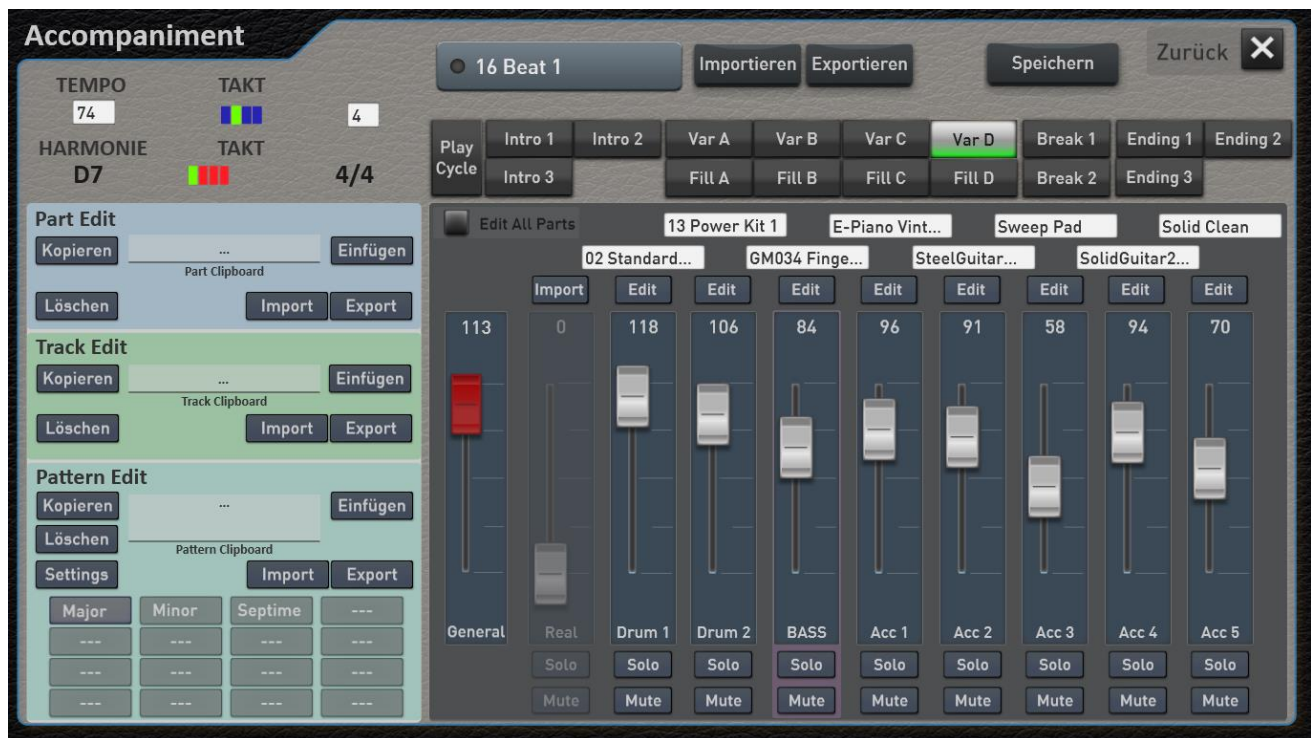 Accompaniment
16 Beat 1
Importieren
Exportieren
Speichern
Zurück
TEMPO
TAKT
74
4
HARMONIE
TAKT
D7
4/4
Play Cycle
Intro 1
Intro 2
Var A
Var B
Var C
Var D
Break 1
Ending 1
Ending 2
Intro 3
Fill A
Fill B
Fill C
Fill D
Break 2
Ending 3
Part Edit
Kopieren
...
Einfügen
Part Clipboard
Löschen
Import
Export
Track Edit
Kopieren
...
Einfügen
Track Clipboard
Löschen
Import
Export
Pattern Edit
Kopieren
...
Einfügen
Löschen
Pattern Clipboard
Settings
Import
Export
Major
Minor
Septime
---
--- --- --- ---
--- --- --- ---
--- --- --- ---
Edit All Parts
13 Power Kit 1
E-Piano Vint...
Sweep Pad
Solid Clean
02 Standard...
GM034 Finge...
SteelGuitar...
SolidGuitar2...
Import
Edit
Edit
Edit
Edit
Edit
Edit
Edit
Edit
113
0
118
106
84
96
91
58
94
70
General
Real
Drum 1
Drum 2
BASS
Acc 1
Acc 2
Acc 3
Acc 4
Acc 5
Solo
Solo
Solo
Solo
Solo
Solo
Solo
Solo
Solo
Mute
Mute
Mute
Mute
Mute
Mute
Mute
Mute
Mute